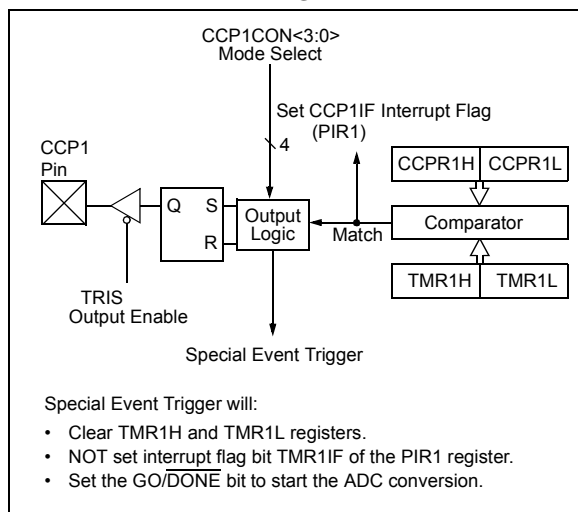 CCP1CON<3:0>
Mode Select
Set CCP1IF Interrupt Flag
(PIR1)
4
CCP1
Pin
CCPR1H CCPR1L
Q S
R
Output
Logic
Match
Comparator
TRIS
Output Enable
TMR1H TMR1L
Special Event Trigger
Special Event Trigger will:
• Clear TMR1H and TMR1L registers.
• NOT set interrupt flag bit TMR1IF of the PIR1 register.
• Set the GO/DONE bit to start the ADC conversion.